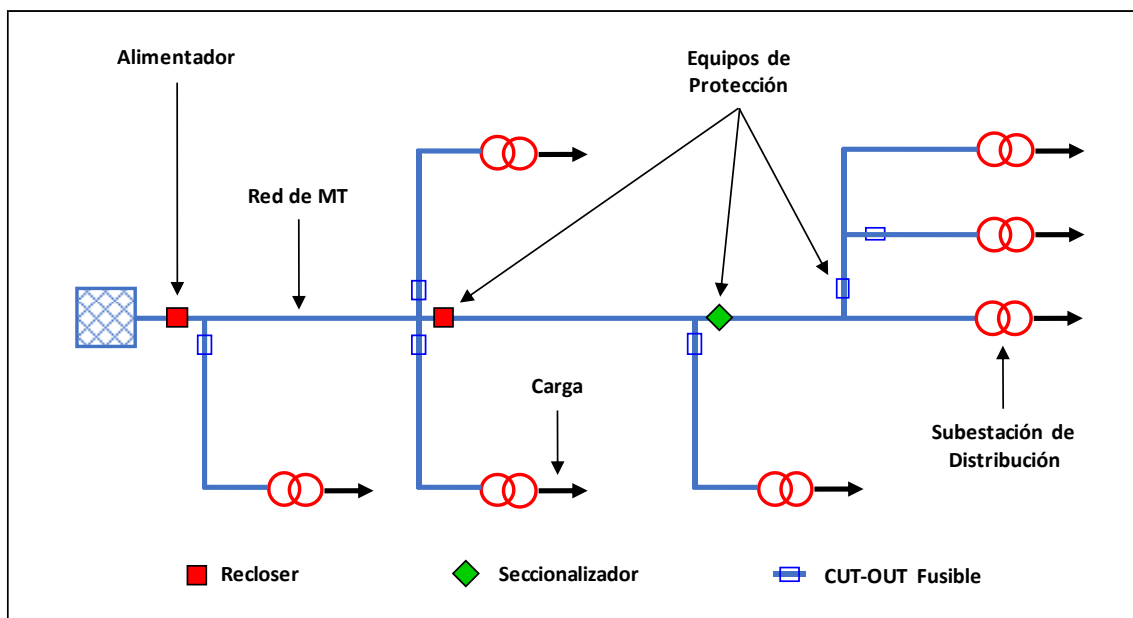 Alimentador
Equipos de
Protección
Red de MT
Carga
Subestación de
Distribución
Recloser
Seccionalizador
CUT-OUT Fusible